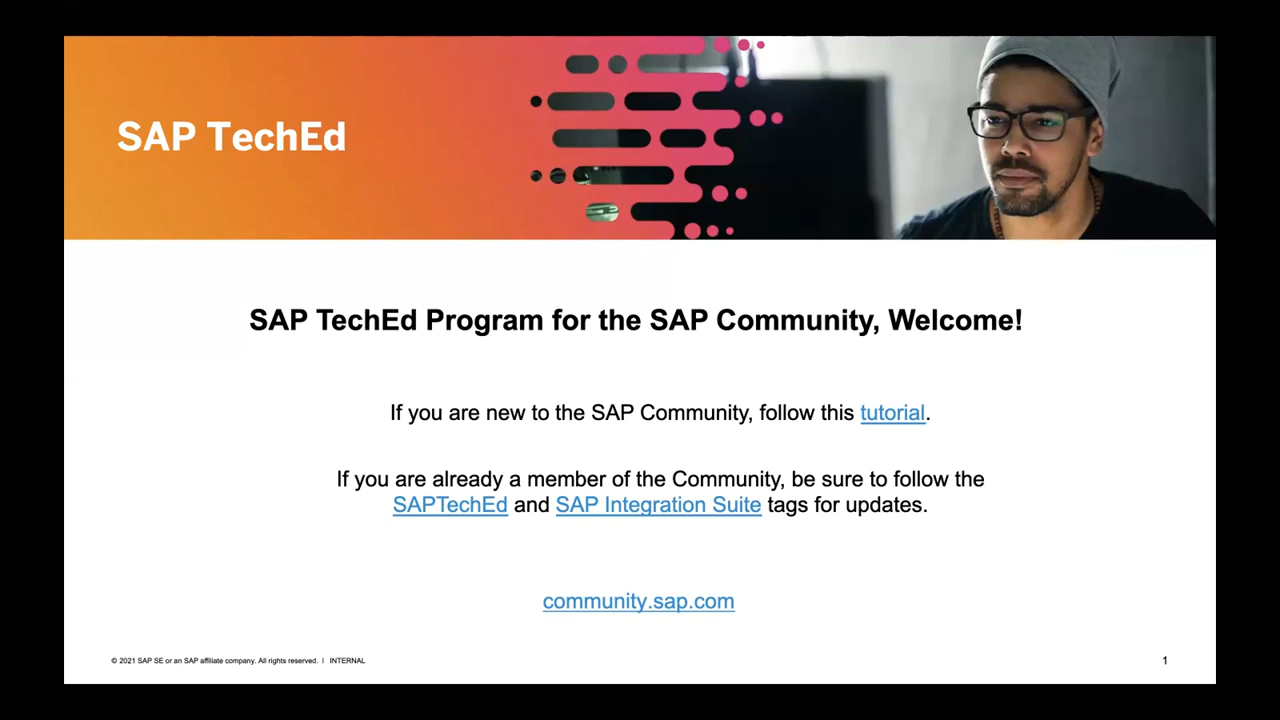 SAP TechEd
SAP TechEd Program for the SAP Community, Welcome!
If you are new to the SAP Community, follow this tutorial.
If you are already a member of the Community, be sure to follow the
SAPTechEd and SAP Integration Suite tags for updates.
community.sap.com
© 2021 SAP SE or an SAP affiliate company. All rights reserved. | INTERNAL
1